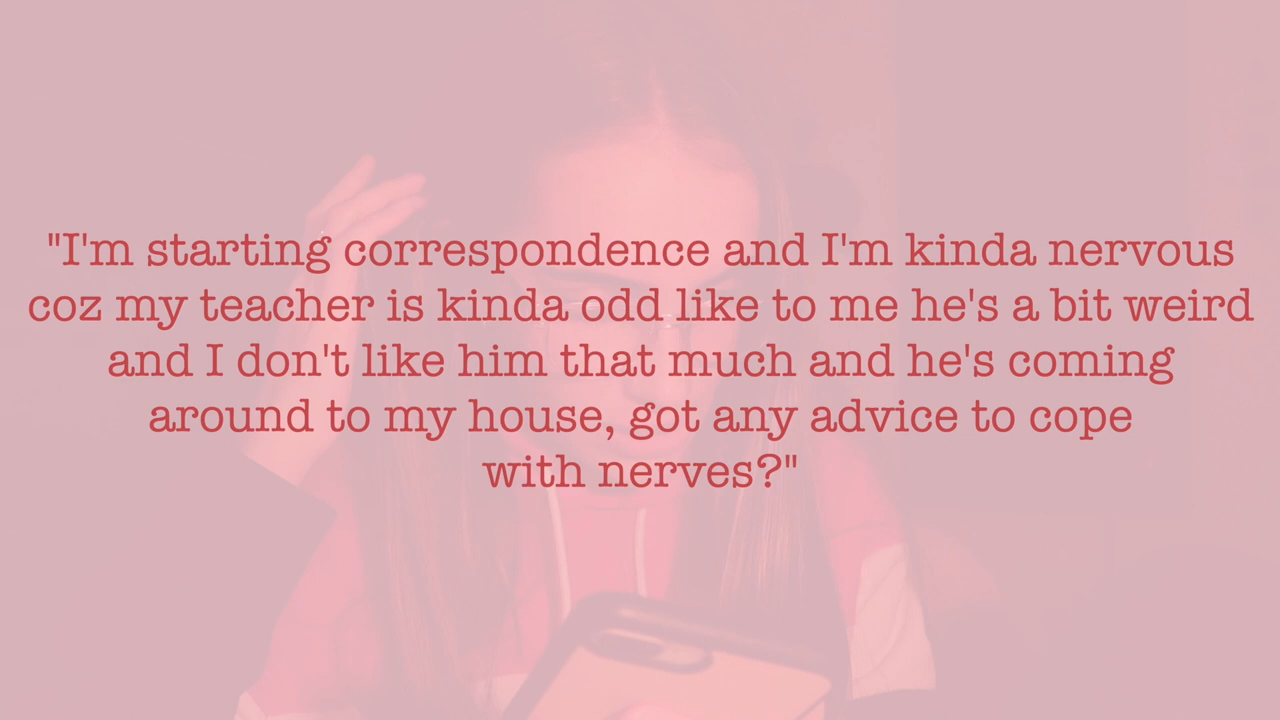 "I'm starting correspondence and I'm kinda nervous
coz my teacher is kinda odd like to me he's a bit weird
and I don't like him that much and he's coming
around to my house, got any advice to cope
with nerves?"